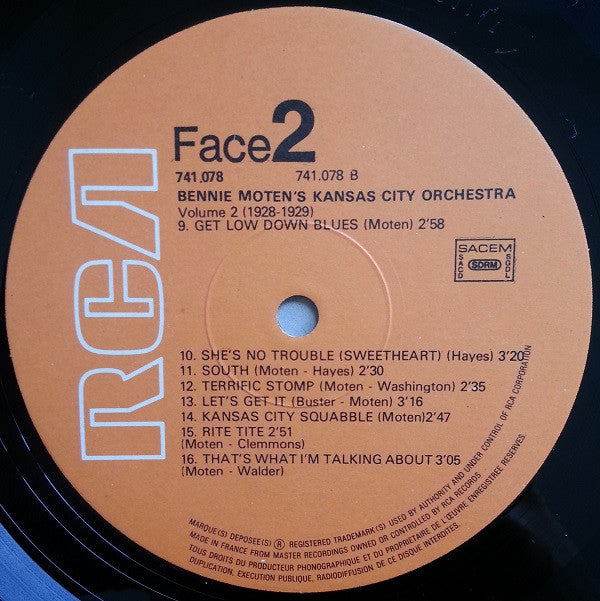 RCA
Face 2
741.078 741.078 B
BENNIE MOTEN'S KANSAS CITY ORCHESTRA
Volume 2 (1928-1929)
9. GET LOW DOWN BLUES (Moten) 2'58
SACEM
SACD
SDRM
SGDL
10. SHE'S NO TROUBLE (SWEETHEART) (Hayes) 3'20
11. SOUTH (Moten - Hayes) 2'30
12. TERRIFIC STOMP (Moten - Washington) 2'35
13. LET'S GET IT (Buster - Moten) 3'16
14. KANSAS CITY SQUABBLE (Moten)2'47
15. RITE TITE 2'51
(Moten - Clemmons)
16. THAT'S WHAT I'M TALKING ABOUT 3'05
(Moten - Walder)
MARQUE(S) DEPOSEE(S) ® REGISTERED TRADEMARK(S) USED BY AUTHORITY AND UNDER CONTROL OF RCA CORPORATION
MADE IN FRANCE FROM MASTER RECORDINGS OWNED OR CONTROLLED BY RCA RECORDS
TOUS DROITS DU PRODUCTEUR PHONOGRAPHIQUE ET DU PROPRIETAIRE DE L'ŒUVRE ENREGISTREE RESERVES.
DUPLICATION, EXECUTION PUBLIQUE, RADIODIFFUSION DE CE DISQUE INTERDITES.